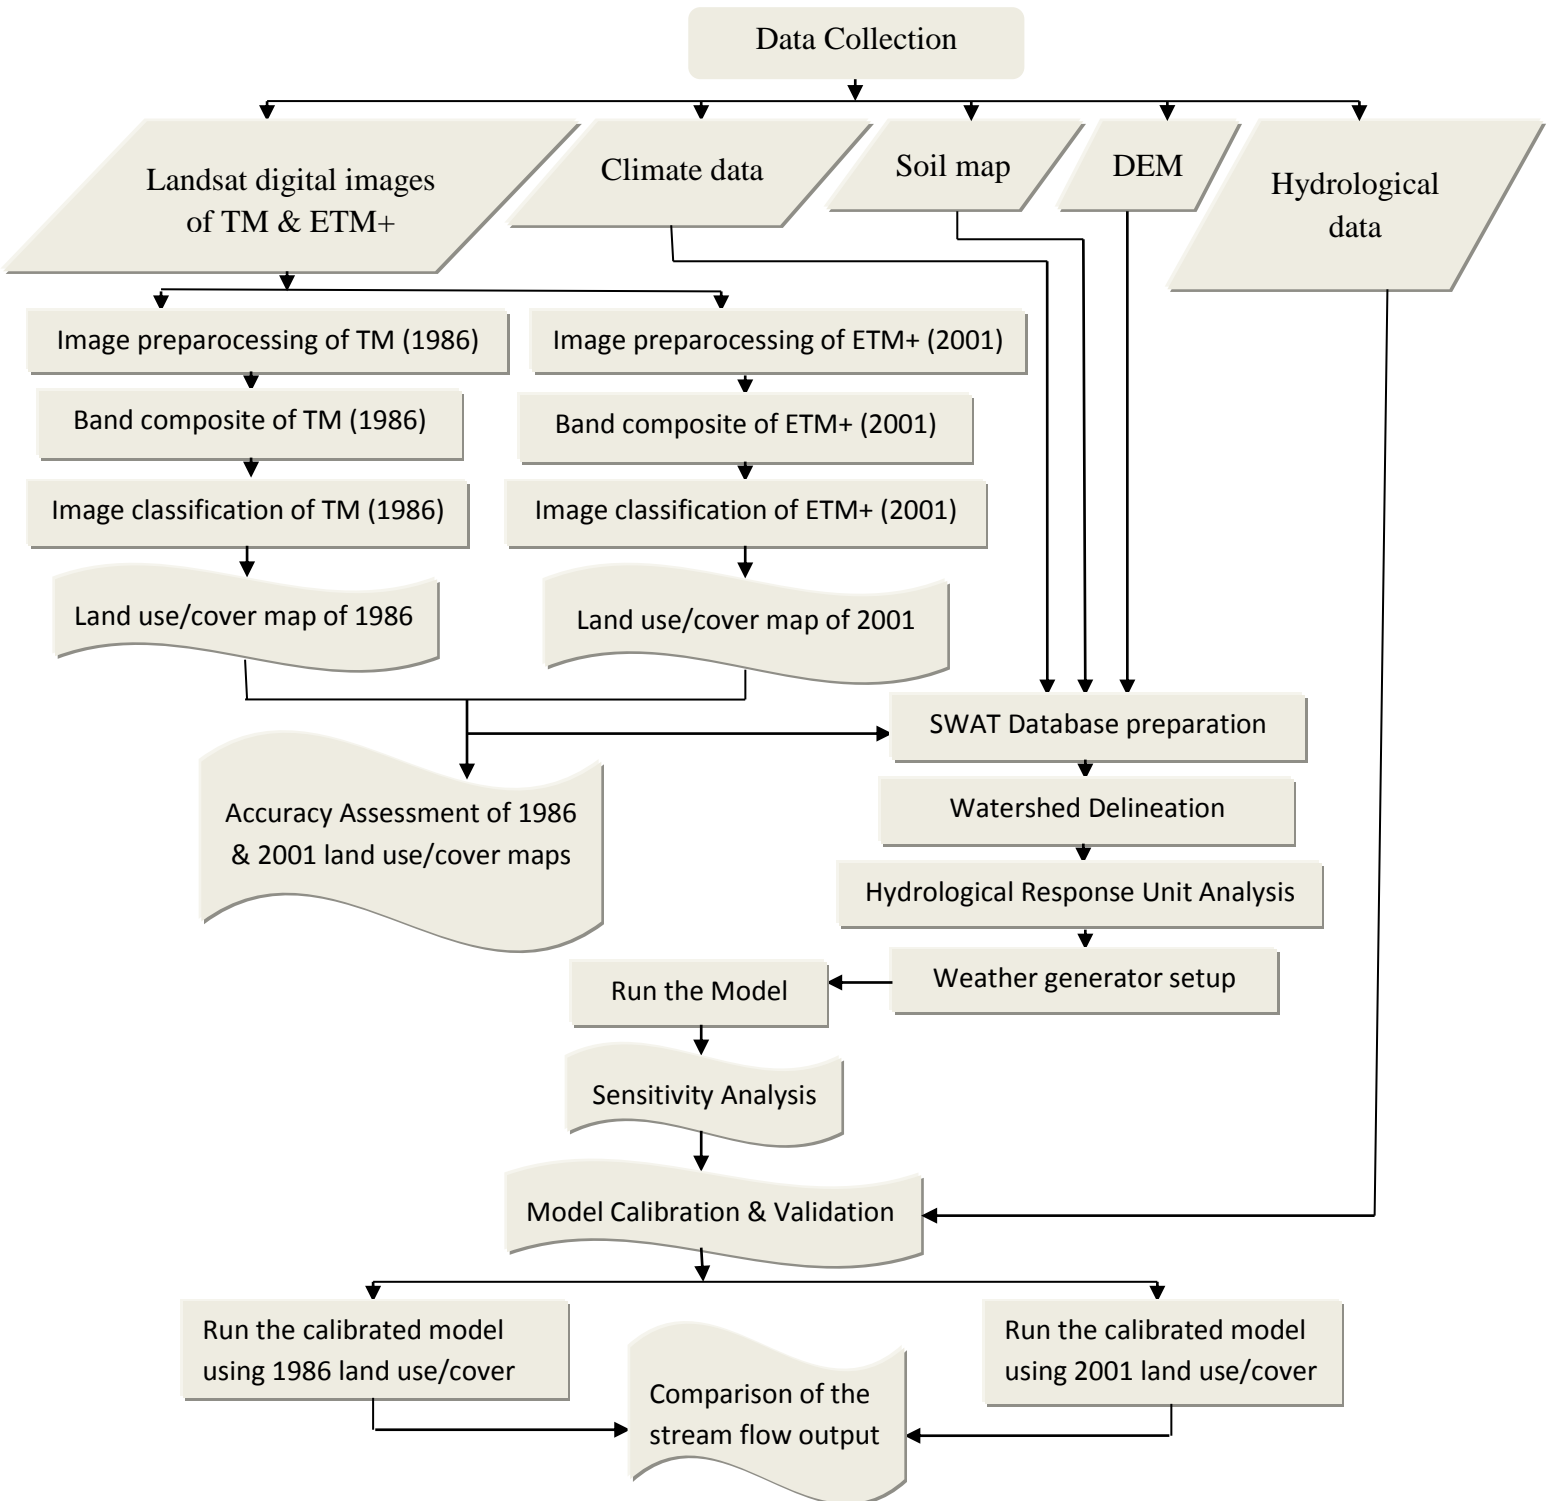 Data Collection
Landsat digital images
of TM & ETM+
Climate data
Soil map
DEM
Hydrological
data
Image preparocessing of TM (1986)
Image preparocessing of ETM+ (2001)
Band composite of TM (1986)
Band composite of ETM+ (2001)
Image classification of TM (1986)
Image classification of ETM+ (2001)
Land use/cover map of 1986
Land use/cover map of 2001
SWAT Database preparation
Accuracy Assessment of 1986
& 2001 land use/cover maps
Watershed Delineation
Hydrological Response Unit Analysis
Weather generator setup
Run the Model
Sensitivity Analysis
Model Calibration & Validation
Run the calibrated model
using 1986 land use/cover
Run the calibrated model
using 2001 land use/cover
Comparison of the
stream flow output